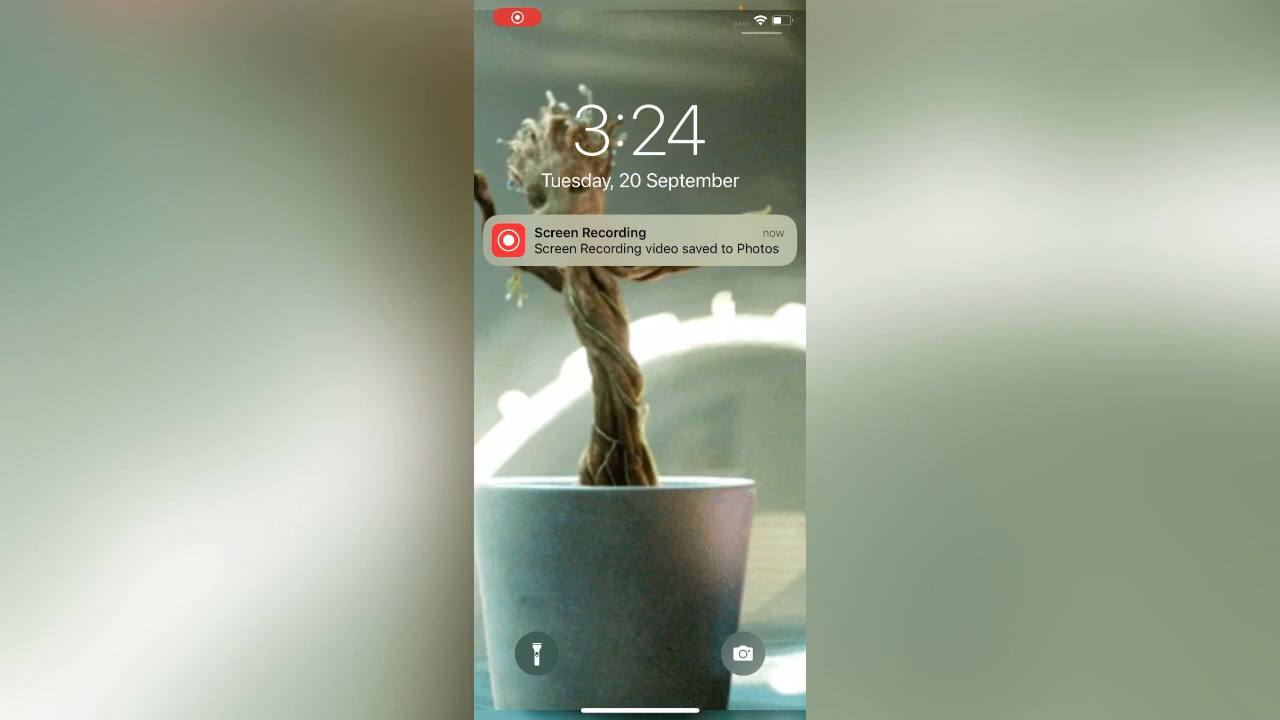 3:24
Tuesday, 20 September
Screen Recording
now
Screen Recording video saved to Photos